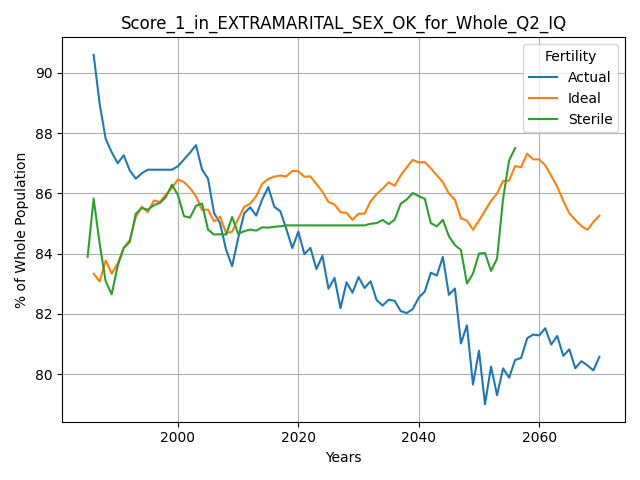 Score_1_in_EXTRAMARITAL_SEX_OK_for_Whole_Q2_IQ
Fertility
Actual
Ideal
Sterile
% of Whole Population
90
88
86
84
82
80
2000
2020
2040
2060
Years